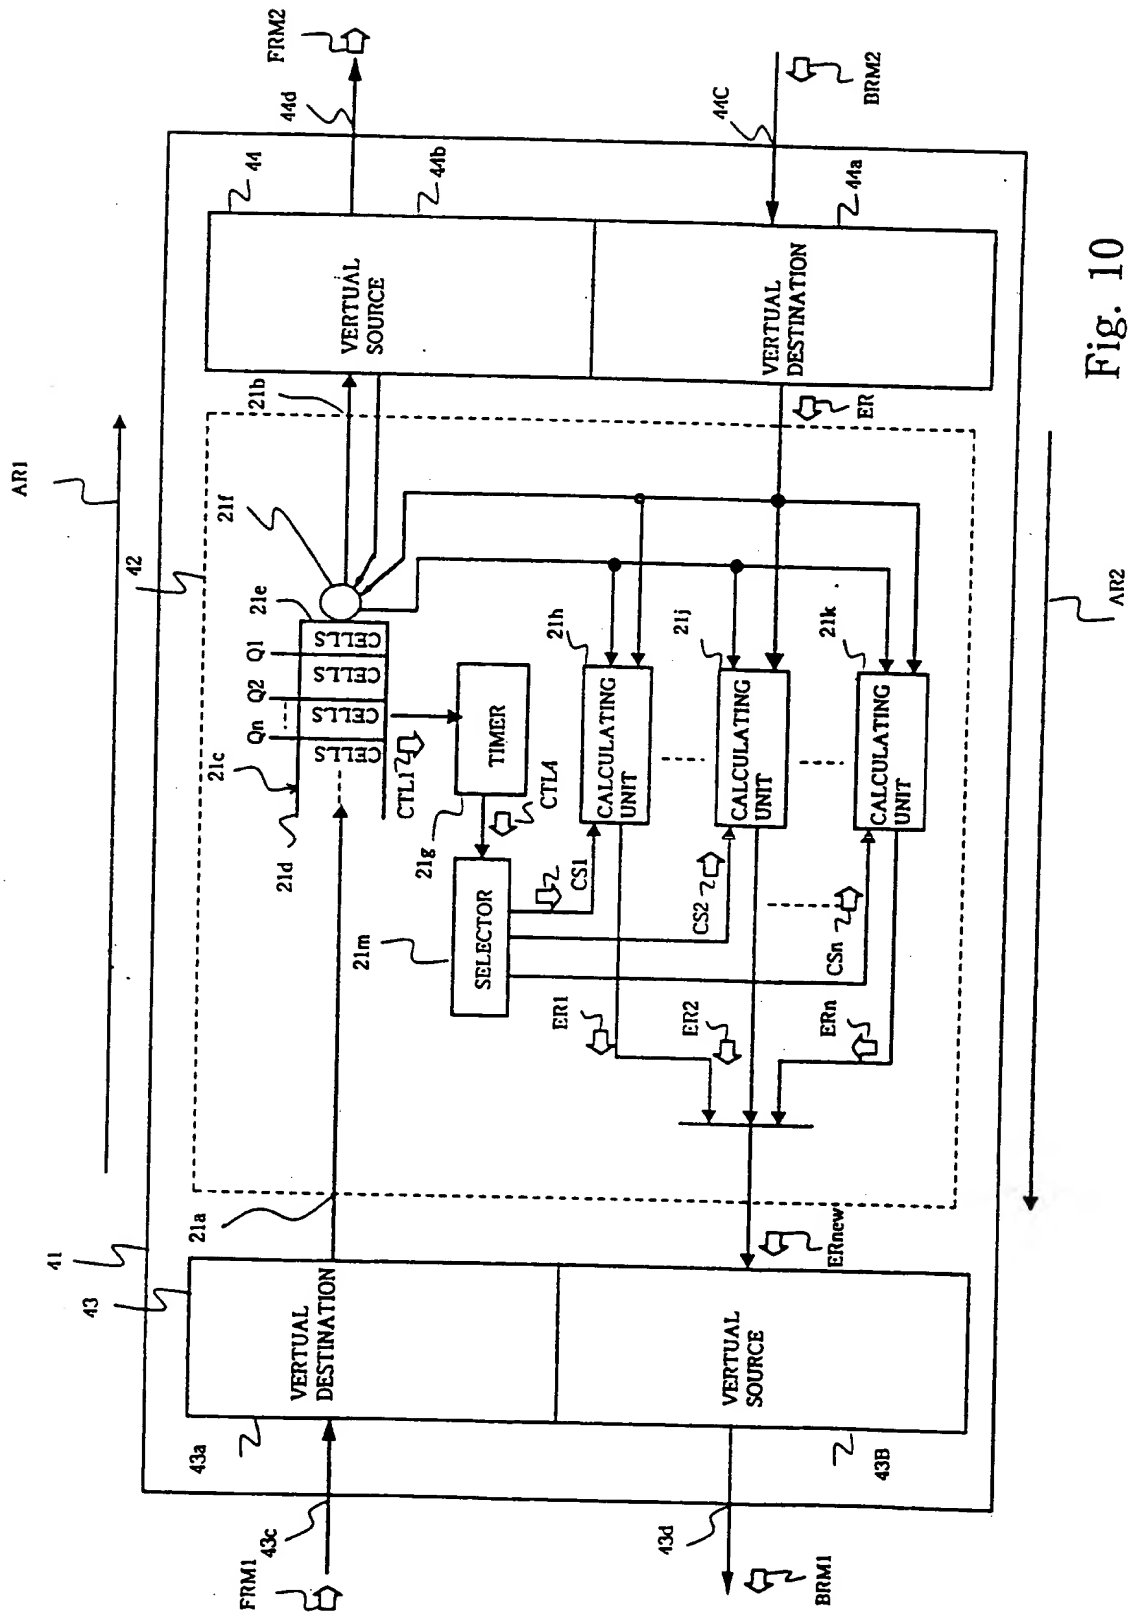 AR1
41
42
43
44
FRM2
44d
FRM1
43c
43a
21a
21d
21c
Qn
Q2
Q1
21e
21f
21b
44b
VERTUAL
DESTINATION
CELLS
CELLS
CELLS
CELLS
VERTUAL
SOURCE
21m
21g
CTL1
SELECTOR
TIMER
CTL4
ER1
CS1
CALCULATING
UNIT
21h
ER2
CS2
CALCULATING
UNIT
21j
44C
VERTUAL
SOURCE
43d
ERnew
ERn
CSn
CALCULATING
UNIT
21k
ER
VERTUAL
DESTINATION
44a
BRM1
43B
BRM2
AR2
Fig. 10